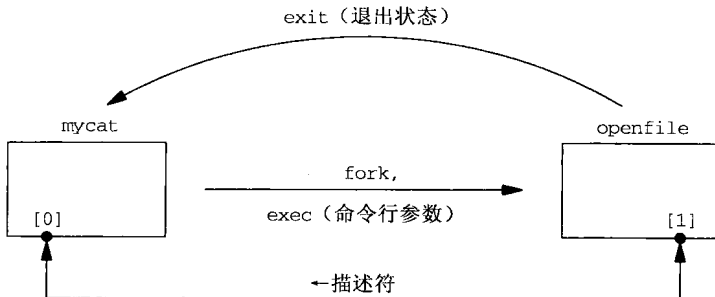 exit（退出状态）
mycat
openfile
fork,
exec（命令行参数）
[0]
[1]
←描述符